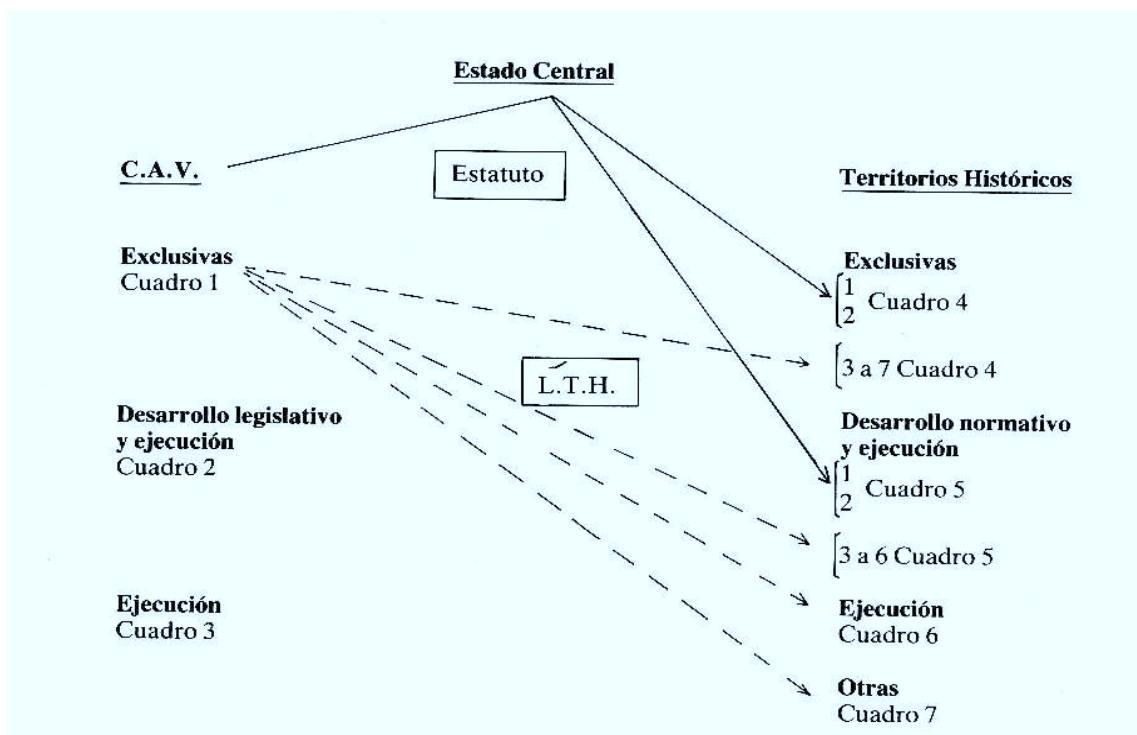 Estado Central
C.A.V.
Estatuto
Territorios Históricos
Exclusivas
Cuadro 1
Desarrollo legislativo
y ejecución
Cuadro 2
Ejecución
Cuadro 3
L.T.H.
Exclusivas
1
2 Cuadro 4
3 a 7 Cuadro 4
Desarrollo normativo
y ejecución
1
2 Cuadro 5
3 a 6 Cuadro 5
Ejecución
Cuadro 6
Otras
Cuadro 7